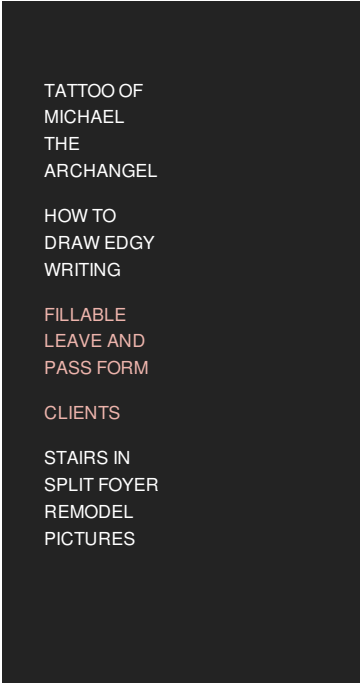 TATTOO OF
MICHAEL
THE
ARCHANGEL
HOW TO
DRAW EDGY
WRITING
FILLABLE
LEAVE AND
PASS FORM
CLIENTS
STAIRS IN
SPLIT FOYER
REMODEL
PICTURES